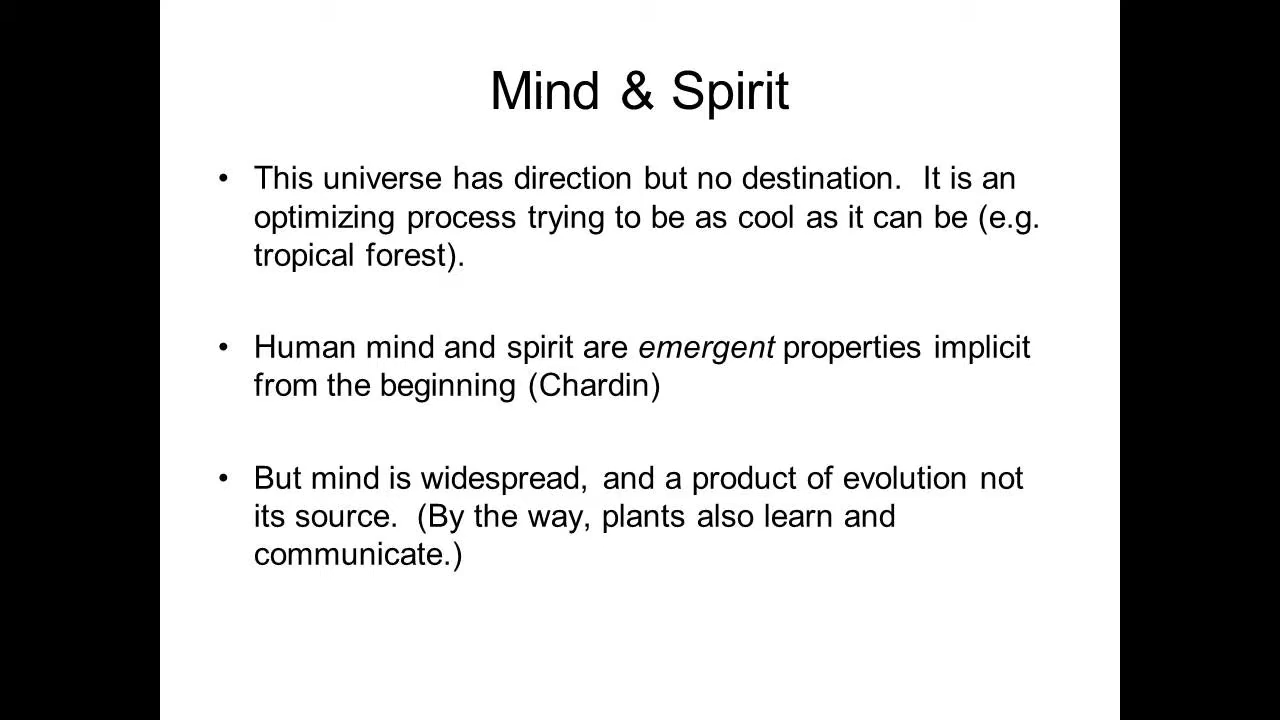 Mind & Spirit
• This universe has direction but no destination.  It is an
optimizing process trying to be as cool as it can be (e.g.
tropical forest).
• Human mind and spirit are emergent properties implicit
from the beginning (Chardin)
• But mind is widespread, and a product of evolution not
its source.  (By the way, plants also learn and
communicate.)